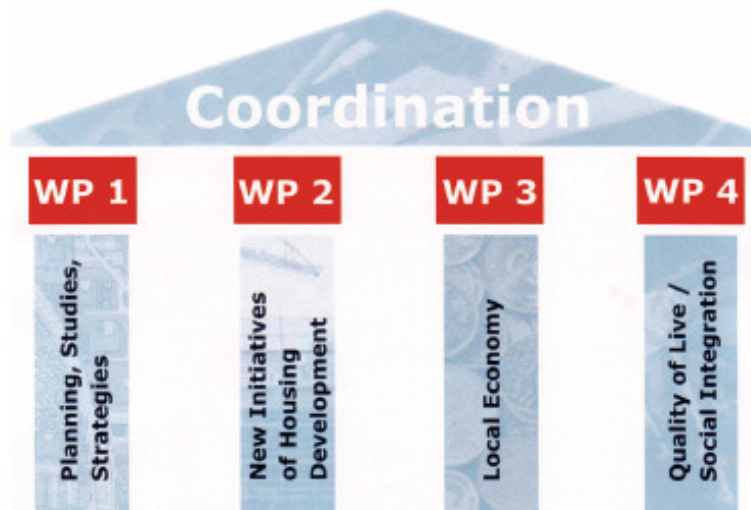 Coordination
WP 1
WP 2
WP 3
WP 4
Planning, Studies,
Strategies
New Initiatives
of Housing
Development
Local Economy
Quality of Live /
Social Integration